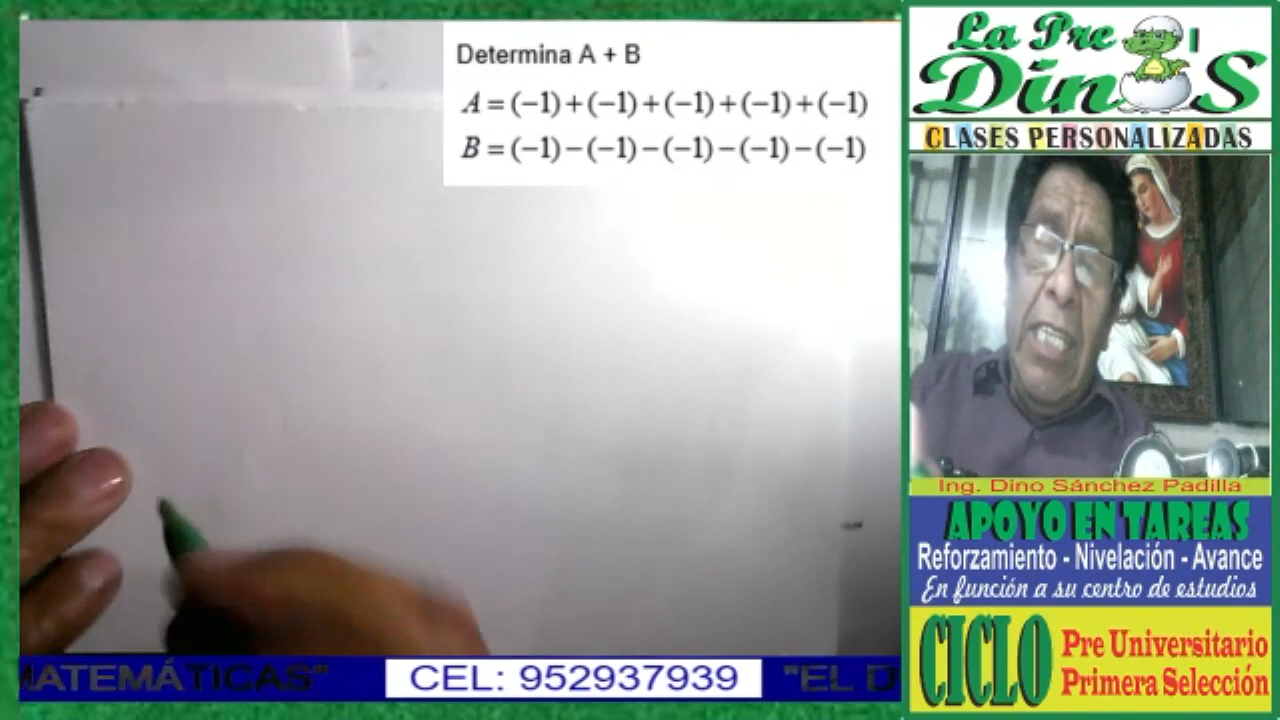 Determina A + B
A = (−1) + (−1) + (−1) + (−1) + (−1)
B = (−1) − (−1) − (−1) − (−1) − (−1)
La Pre
DinoS
CLASES PERSONALIZADAS
Ing. Dino Sánchez Padilla
APOYO EN TAREAS
Reforzamiento - Nivelación - Avance
En función a su centro de estudios
CICLO Pre Universitario
Primera Selección
MATEMÁTICAS" CEL: 952937939 "EL D